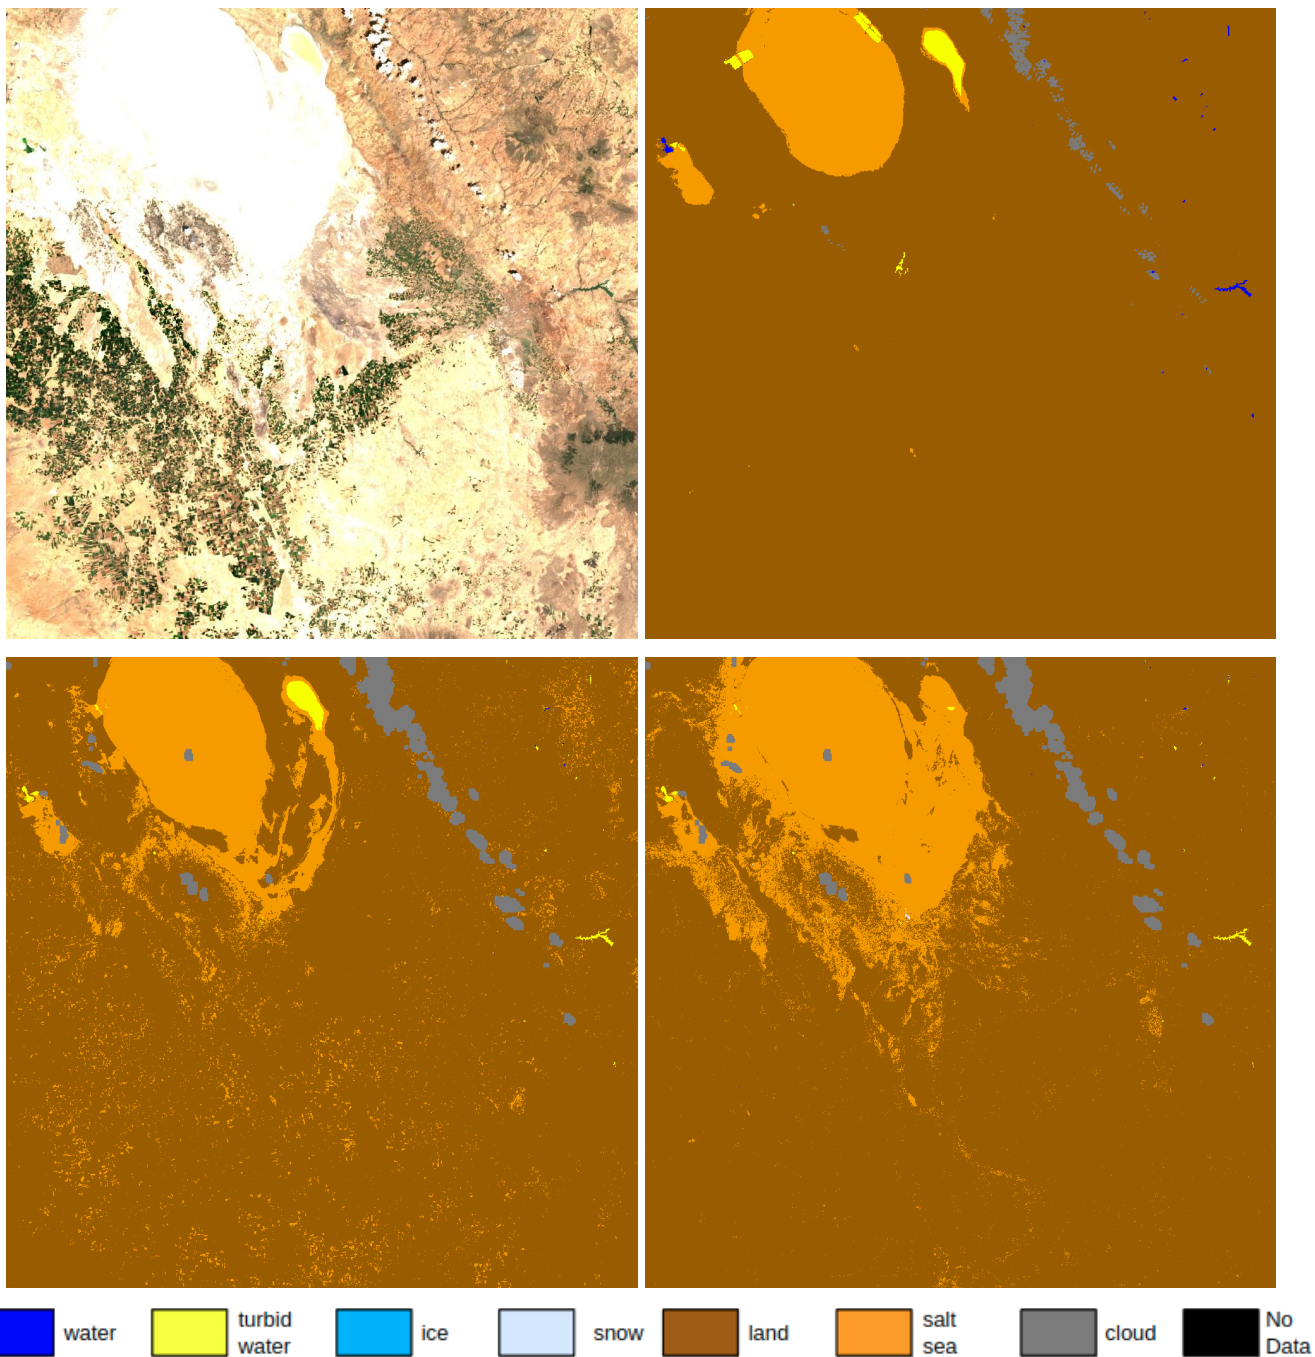 water
turbid
water
ice
snow
land
salt
sea
cloud
No
Data